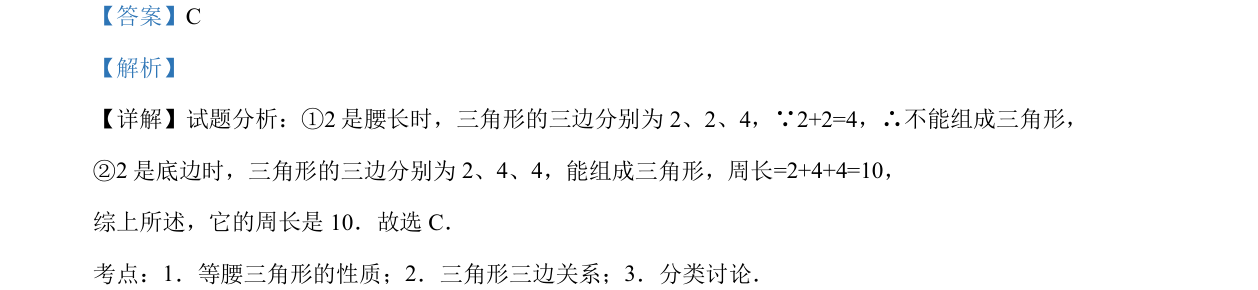 【答案】C
【解析】
【详解】试题分析：①2 是腰长时，三角形的三边分别为 2、2、4，∵2+2=4，∴不能组成三角形，
②2 是底边时，三角形的三边分别为 2、4、4，能组成三角形，周长=2+4+4=10，
综上所述，它的周长是 10．故选 C．
考点：1．等腰三角形的性质；2．三角形三边关系；3．分类讨论．